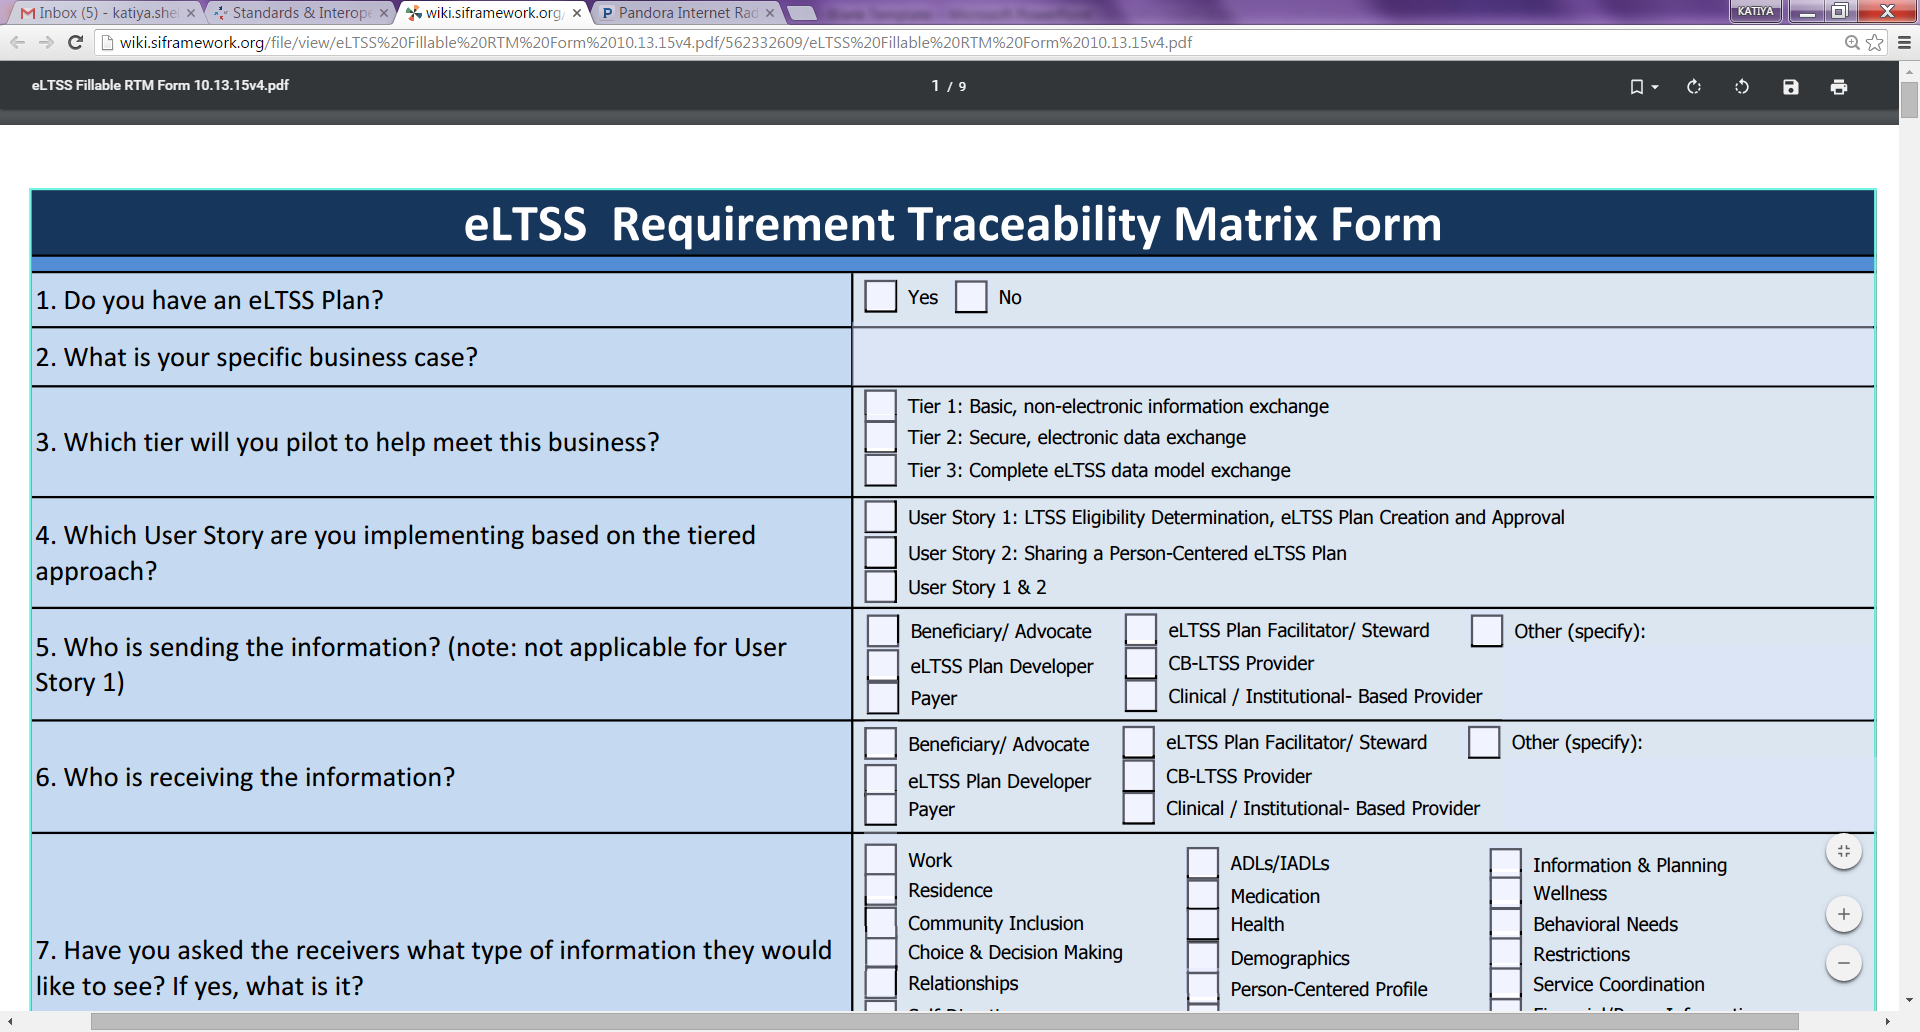 Inbox (5) - katiya.she
Standards & Interope
wiki.siframework.org/
Pandora Internet Rad
KATIYA
wiki.siframework.org/file/view/eLTSS%20Fillable%20RTM%20Form%2010.13.15v4.pdf/562332609/eLTSS%20Fillable%20RTM%20Form%2010.13.15v4.pdf
eLTSS Fillable RTM Form 10.13.15v4.pdf
1 / 9
eLTSS Requirement Traceability Matrix Form
1. Do you have an eLTSS Plan?
Yes
No
2. What is your specific business case?
3. Which tier will you pilot to help meet this business?
Tier 1: Basic, non-electronic information exchange
Tier 2: Secure, electronic data exchange
Tier 3: Complete eLTSS data model exchange
4. Which User Story are you implementing based on the tiered
approach?
User Story 1: LTSS Eligibility Determination, eLTSS Plan Creation and Approval
User Story 2: Sharing a Person-Centered eLTSS Plan
User Story 1 & 2
5. Who is sending the information? (note: not applicable for User
Story 1)
Beneficiary/ Advocate
eLTSS Plan Developer
Payer
eLTSS Plan Facilitator/ Steward
CB-LTSS Provider
Clinical / Institutional- Based Provider
Other (specify):
6. Who is receiving the information?
Beneficiary/ Advocate
eLTSS Plan Developer
Payer
eLTSS Plan Facilitator/ Steward
CB-LTSS Provider
Clinical / Institutional- Based Provider
Other (specify):
7. Have you asked the receivers what type of information they would
like to see? If yes, what is it?
Work
Residence
Community Inclusion
Choice & Decision Making
Relationships
ADLs/IADLs
Medication
Health
Demographics
Person-Centered Profile
Information & Planning
Wellness
Behavioral Needs
Restrictions
Service Coordination